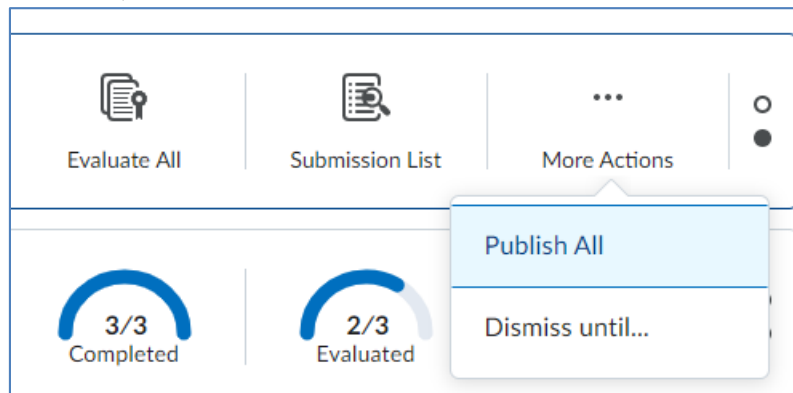 Evaluate All
Submission List
More Actions
Publish All
3/3
Completed
2/3
Evaluated
Dismiss until...